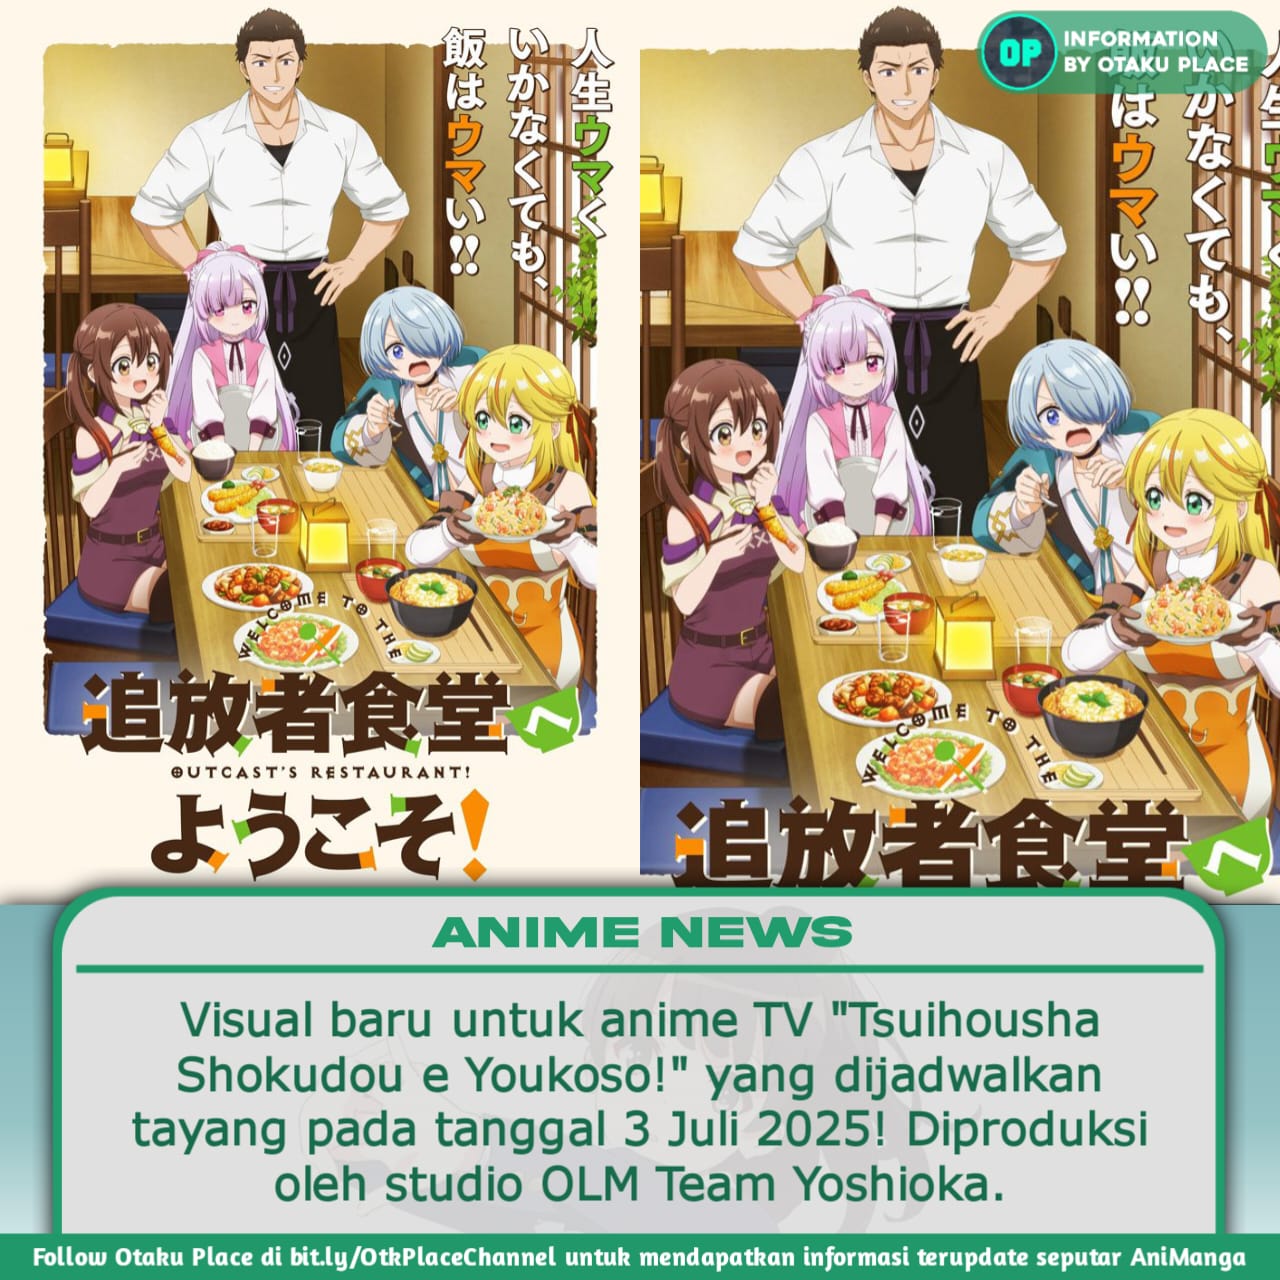 人生ウマく
いかなくても、
飯はウマい!!
WELCOME TO THE
追放者食堂へ
OUTCAST'S RESTAURANT!
ようこそ!
OP
INFORMATION
BY OTAKU PLACE
人生ウマく
いかなくても、
飯はウマい!!
WELCOME TO THE
追放者食堂へ
ANIME NEWS
Visual baru untuk anime TV "Tsuihousha
Shokudou e Youkoso!" yang dijadwalkan
tayang pada tanggal 3 Juli 2025! Diproduksi
oleh studio OLM Team Yoshioka.
Follow Otaku Place di bit.ly/OtkPlaceChannel untuk mendapatkan informasi terupdate seputar AniManga